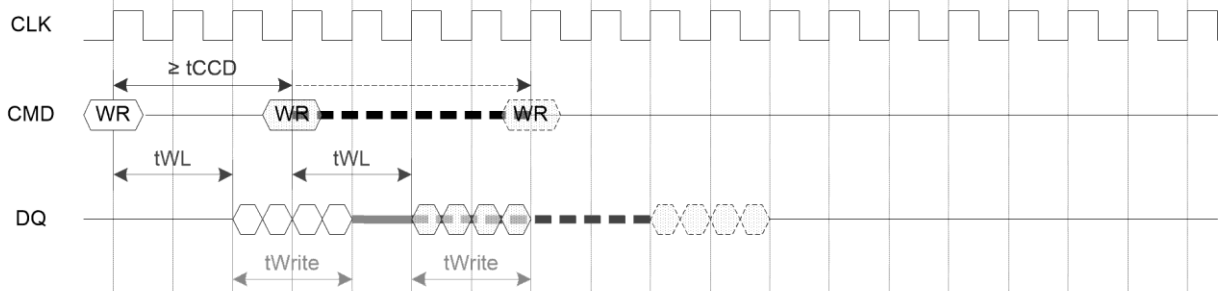 CLK
≥ tCCD
CMD WR WR WR
tWL tWL
DQ
tWrite tWrite